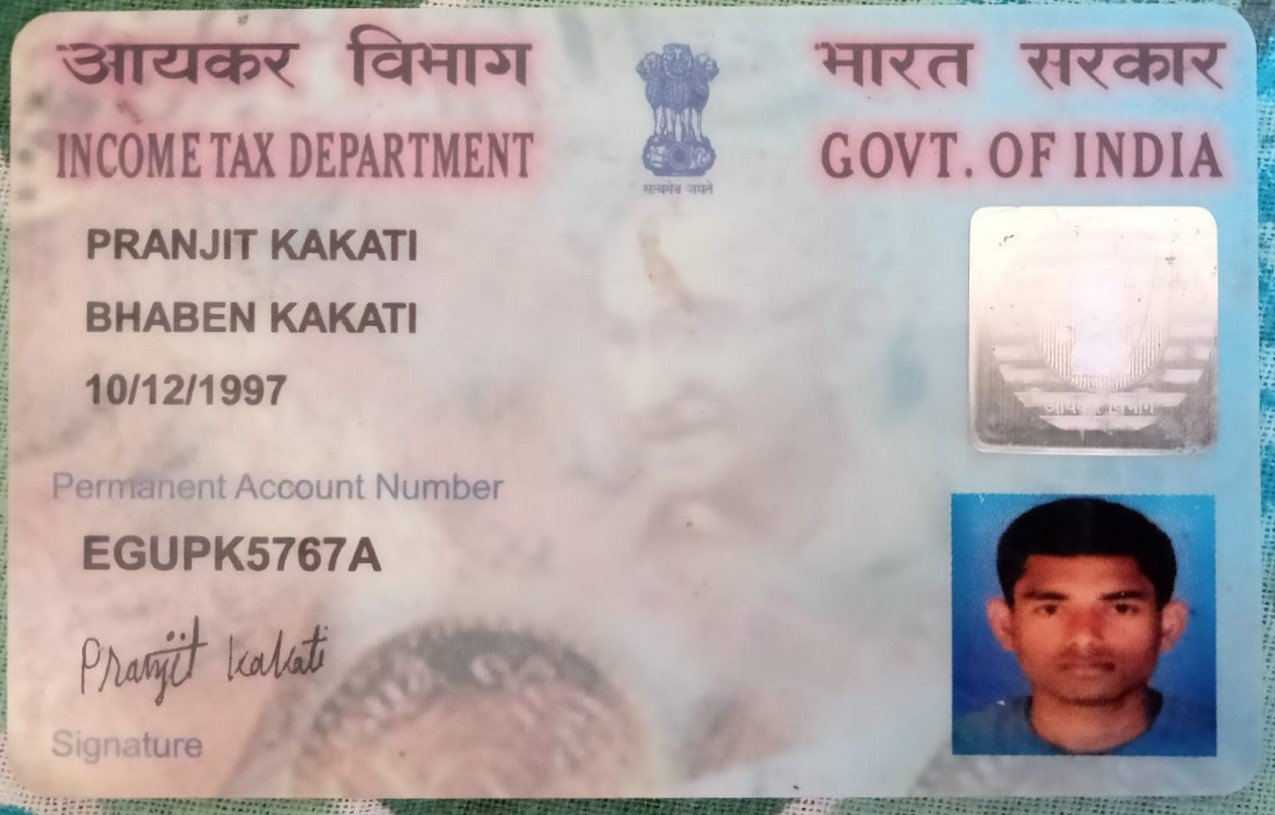 आयकर विभाग
भारत सरकार
INCOME TAX DEPARTMENT
GOVT. OF INDIA
सत्यमेव जयते
PRANJIT KAKATI
BHABEN KAKATI
10/12/1997
आयकर विभाग
Permanent Account Number
EGUPK5767A
Pranjit Kakati
Signature